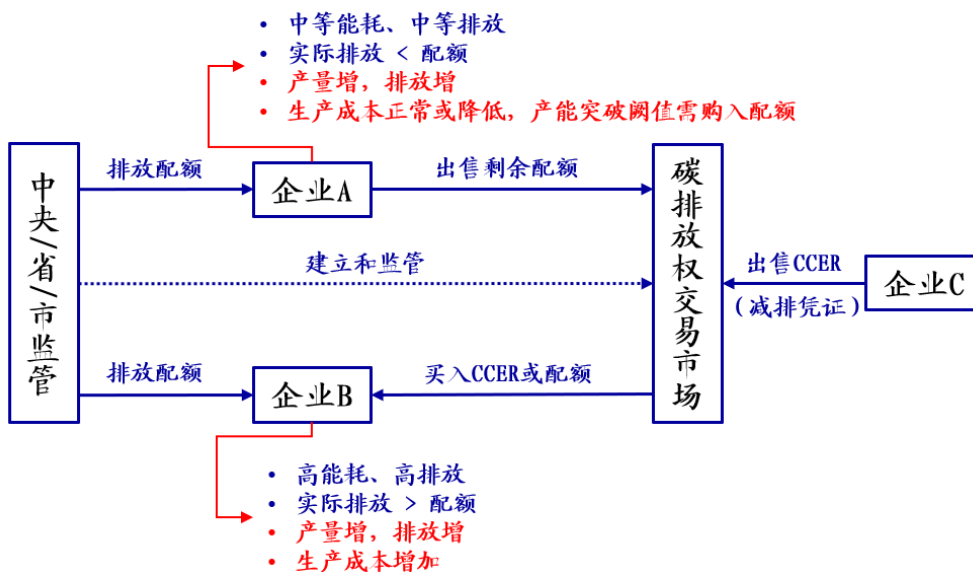 • 中等能耗、中等排放
• 实际排放 < 配额
• 产量增，排放增
• 生产成本正常或降低，产能突破阈值需购入配额
中央/省/市监管
排放配额
企业A
出售剩余配额
碳排放权交易市场
建立和监管
出售CCER
（减排凭证）
企业C
排放配额
企业B
买入CCER或配额
• 高能耗、高排放
• 实际排放 > 配额
• 产量增，排放增
• 生产成本增加